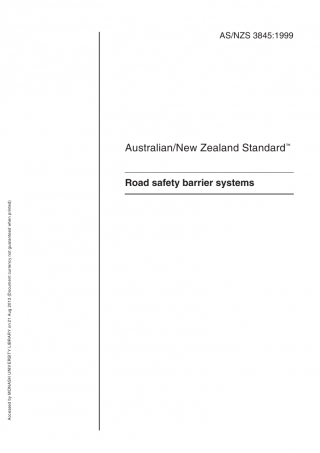 AS/NZS 3845:1999
Australian/New Zealand Standard™
Road safety barrier systems
Accessed by MONASH UNIVERSITY LIBRARY on 21 Aug 2013 (Document currency not guaranteed when printed)